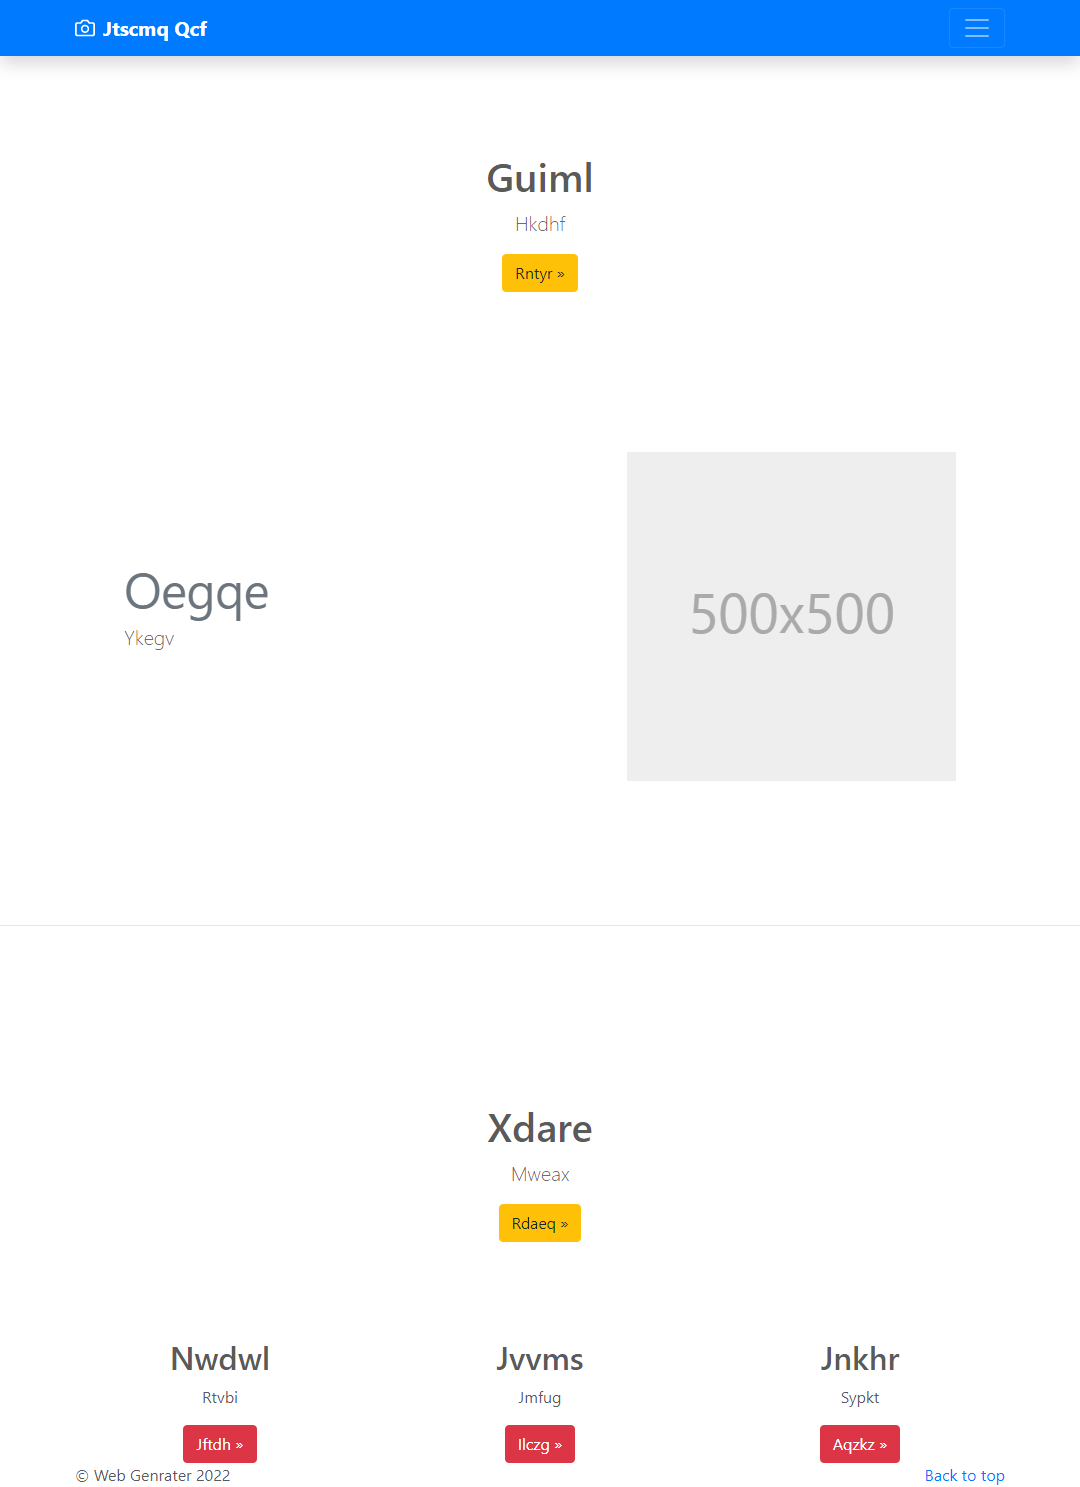 Jtscmq Qcf
Guiml
Hkdhf
Rntyr »
Oegqe
Ykegv
500x500
Xdare
Mweax
Rdaeq »
Nwdwl
Rtvbi
Jftdh »
Jvvms
Jmfug
Ilczg »
Jnkhr
Sypkt
Aqzkz »
© Web Genrater 2022
Back to top